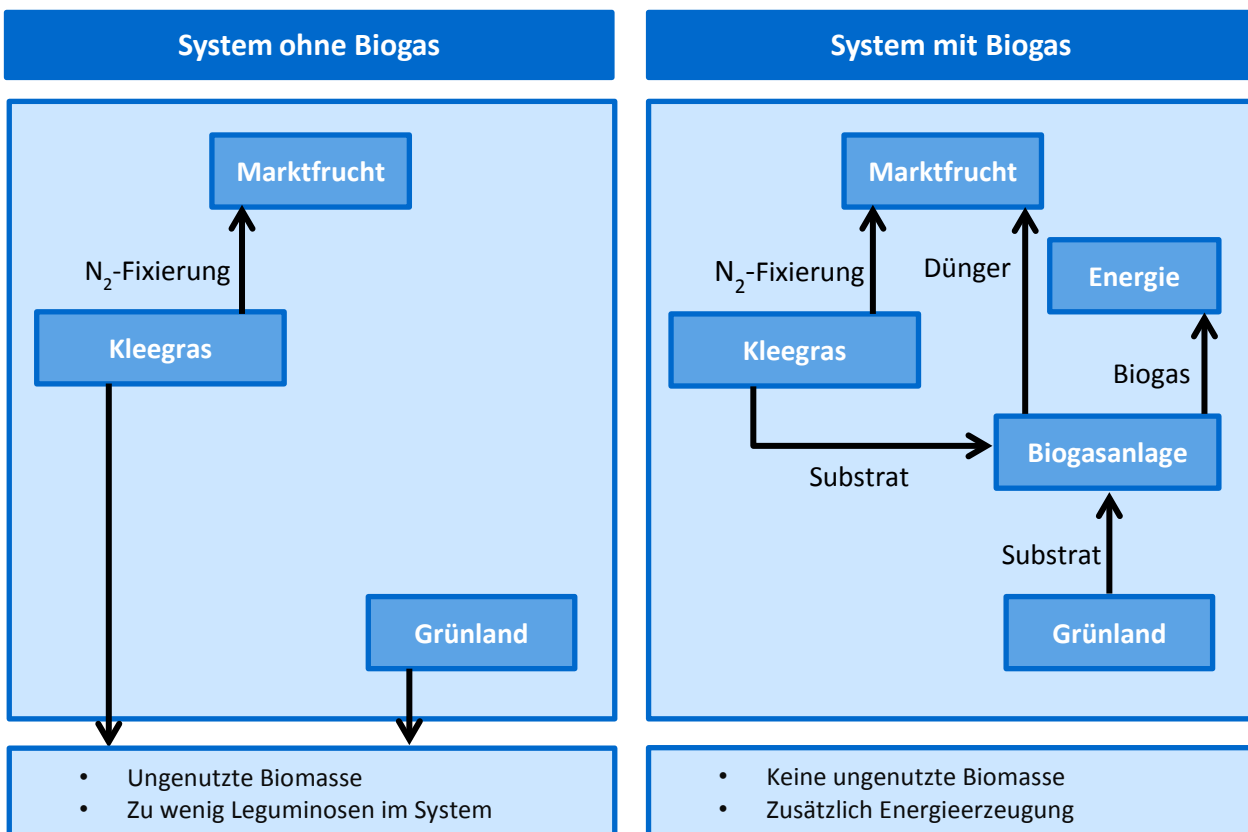 System ohne Biogas
Marktfrucht
N₂-Fixierung
Kleegras
Grünland
• Ungenutzte Biomasse
• Zu wenig Leguminosen im System
System mit Biogas
Marktfrucht
N₂-Fixierung
Dünger
Energie
Kleegras
Biogas
Biogasanlage
Substrat
Substrat
Grünland
• Keine ungenutzte Biomasse
• Zusätzlich Energieerzeugung